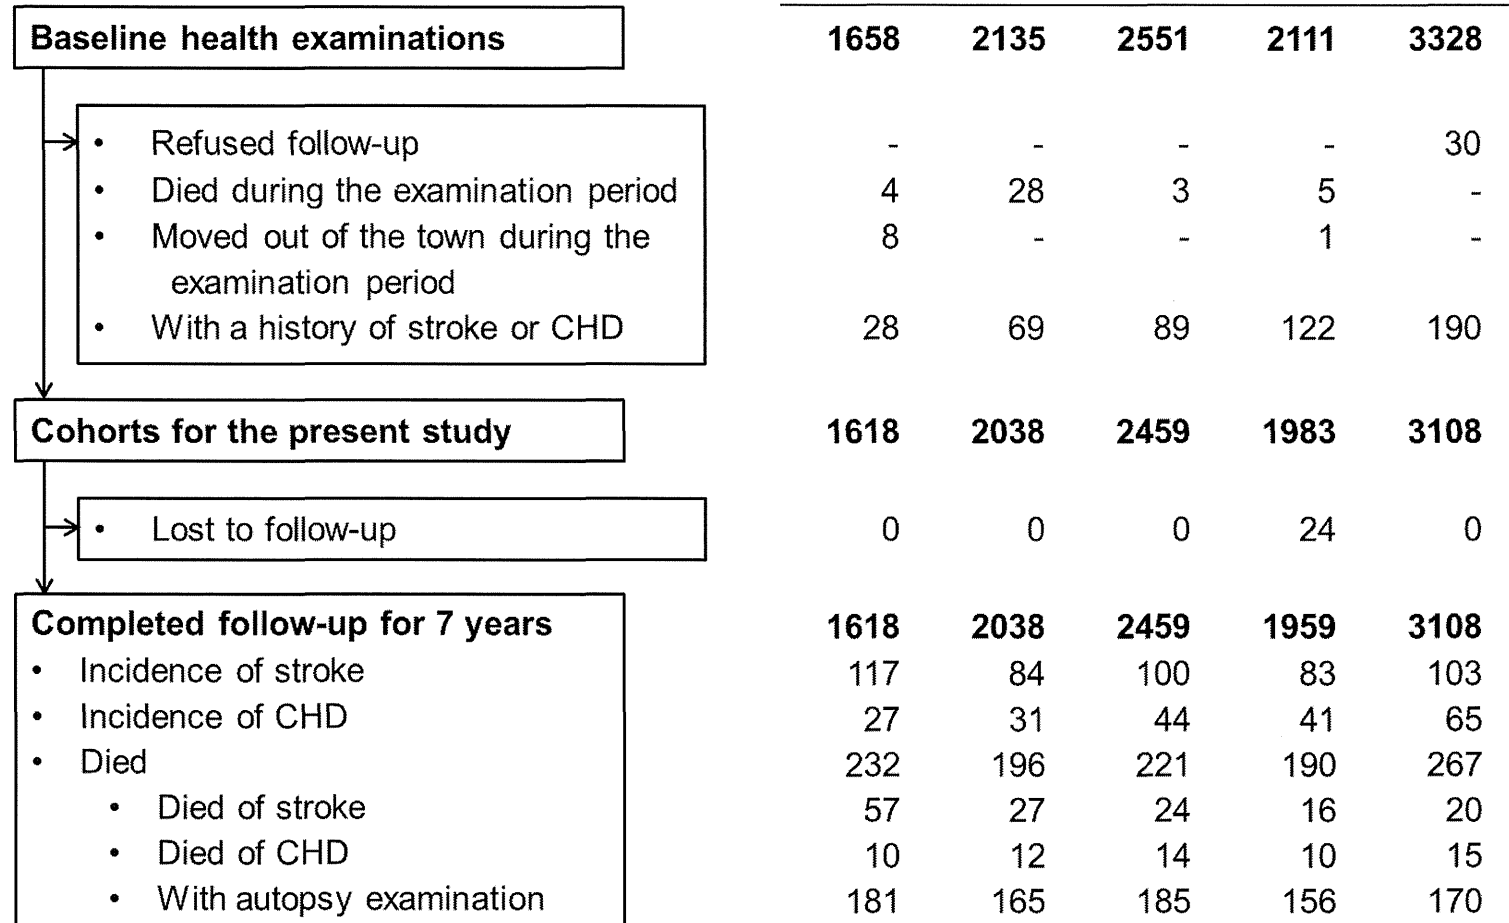 Baseline health examinations 1658 2135 2551 2111 3328
• Refused follow-up - - - - 30
• Died during the examination period 4 28 3 5 -
• Moved out of the town during the 8 - - 1 -
examination period
• With a history of stroke or CHD 28 69 89 122 190
Cohorts for the present study 1618 2038 2459 1983 3108
• Lost to follow-up 0 0 0 24 0
Completed follow-up for 7 years 1618 2038 2459 1959 3108
• Incidence of stroke 117 84 100 83 103
• Incidence of CHD 27 31 44 41 65
• Died 232 196 221 190 267
• Died of stroke 57 27 24 16 20
• Died of CHD 10 12 14 10 15
• With autopsy examination 181 165 185 156 170